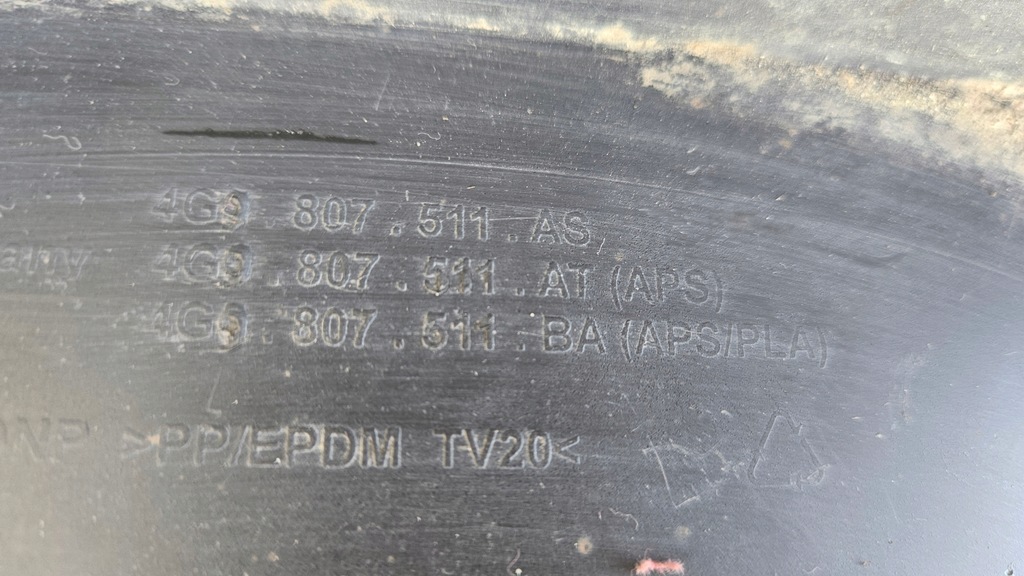 4G9.807.511.AS
4G9.807.511.AT (APS)
4G9.807.511.BA (APS/PLA)
>PP/EPDM TV20<